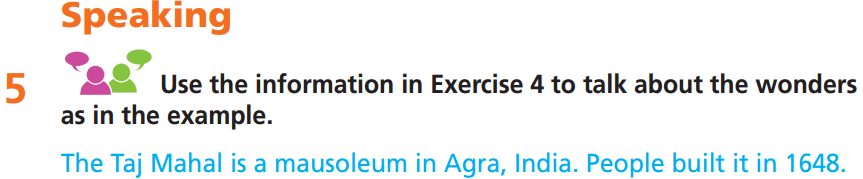 Speaking
5 Use the information in Exercise 4 to talk about the wonders
as in the example.
The Taj Mahal is a mausoleum in Agra, India. People built it in 1648.